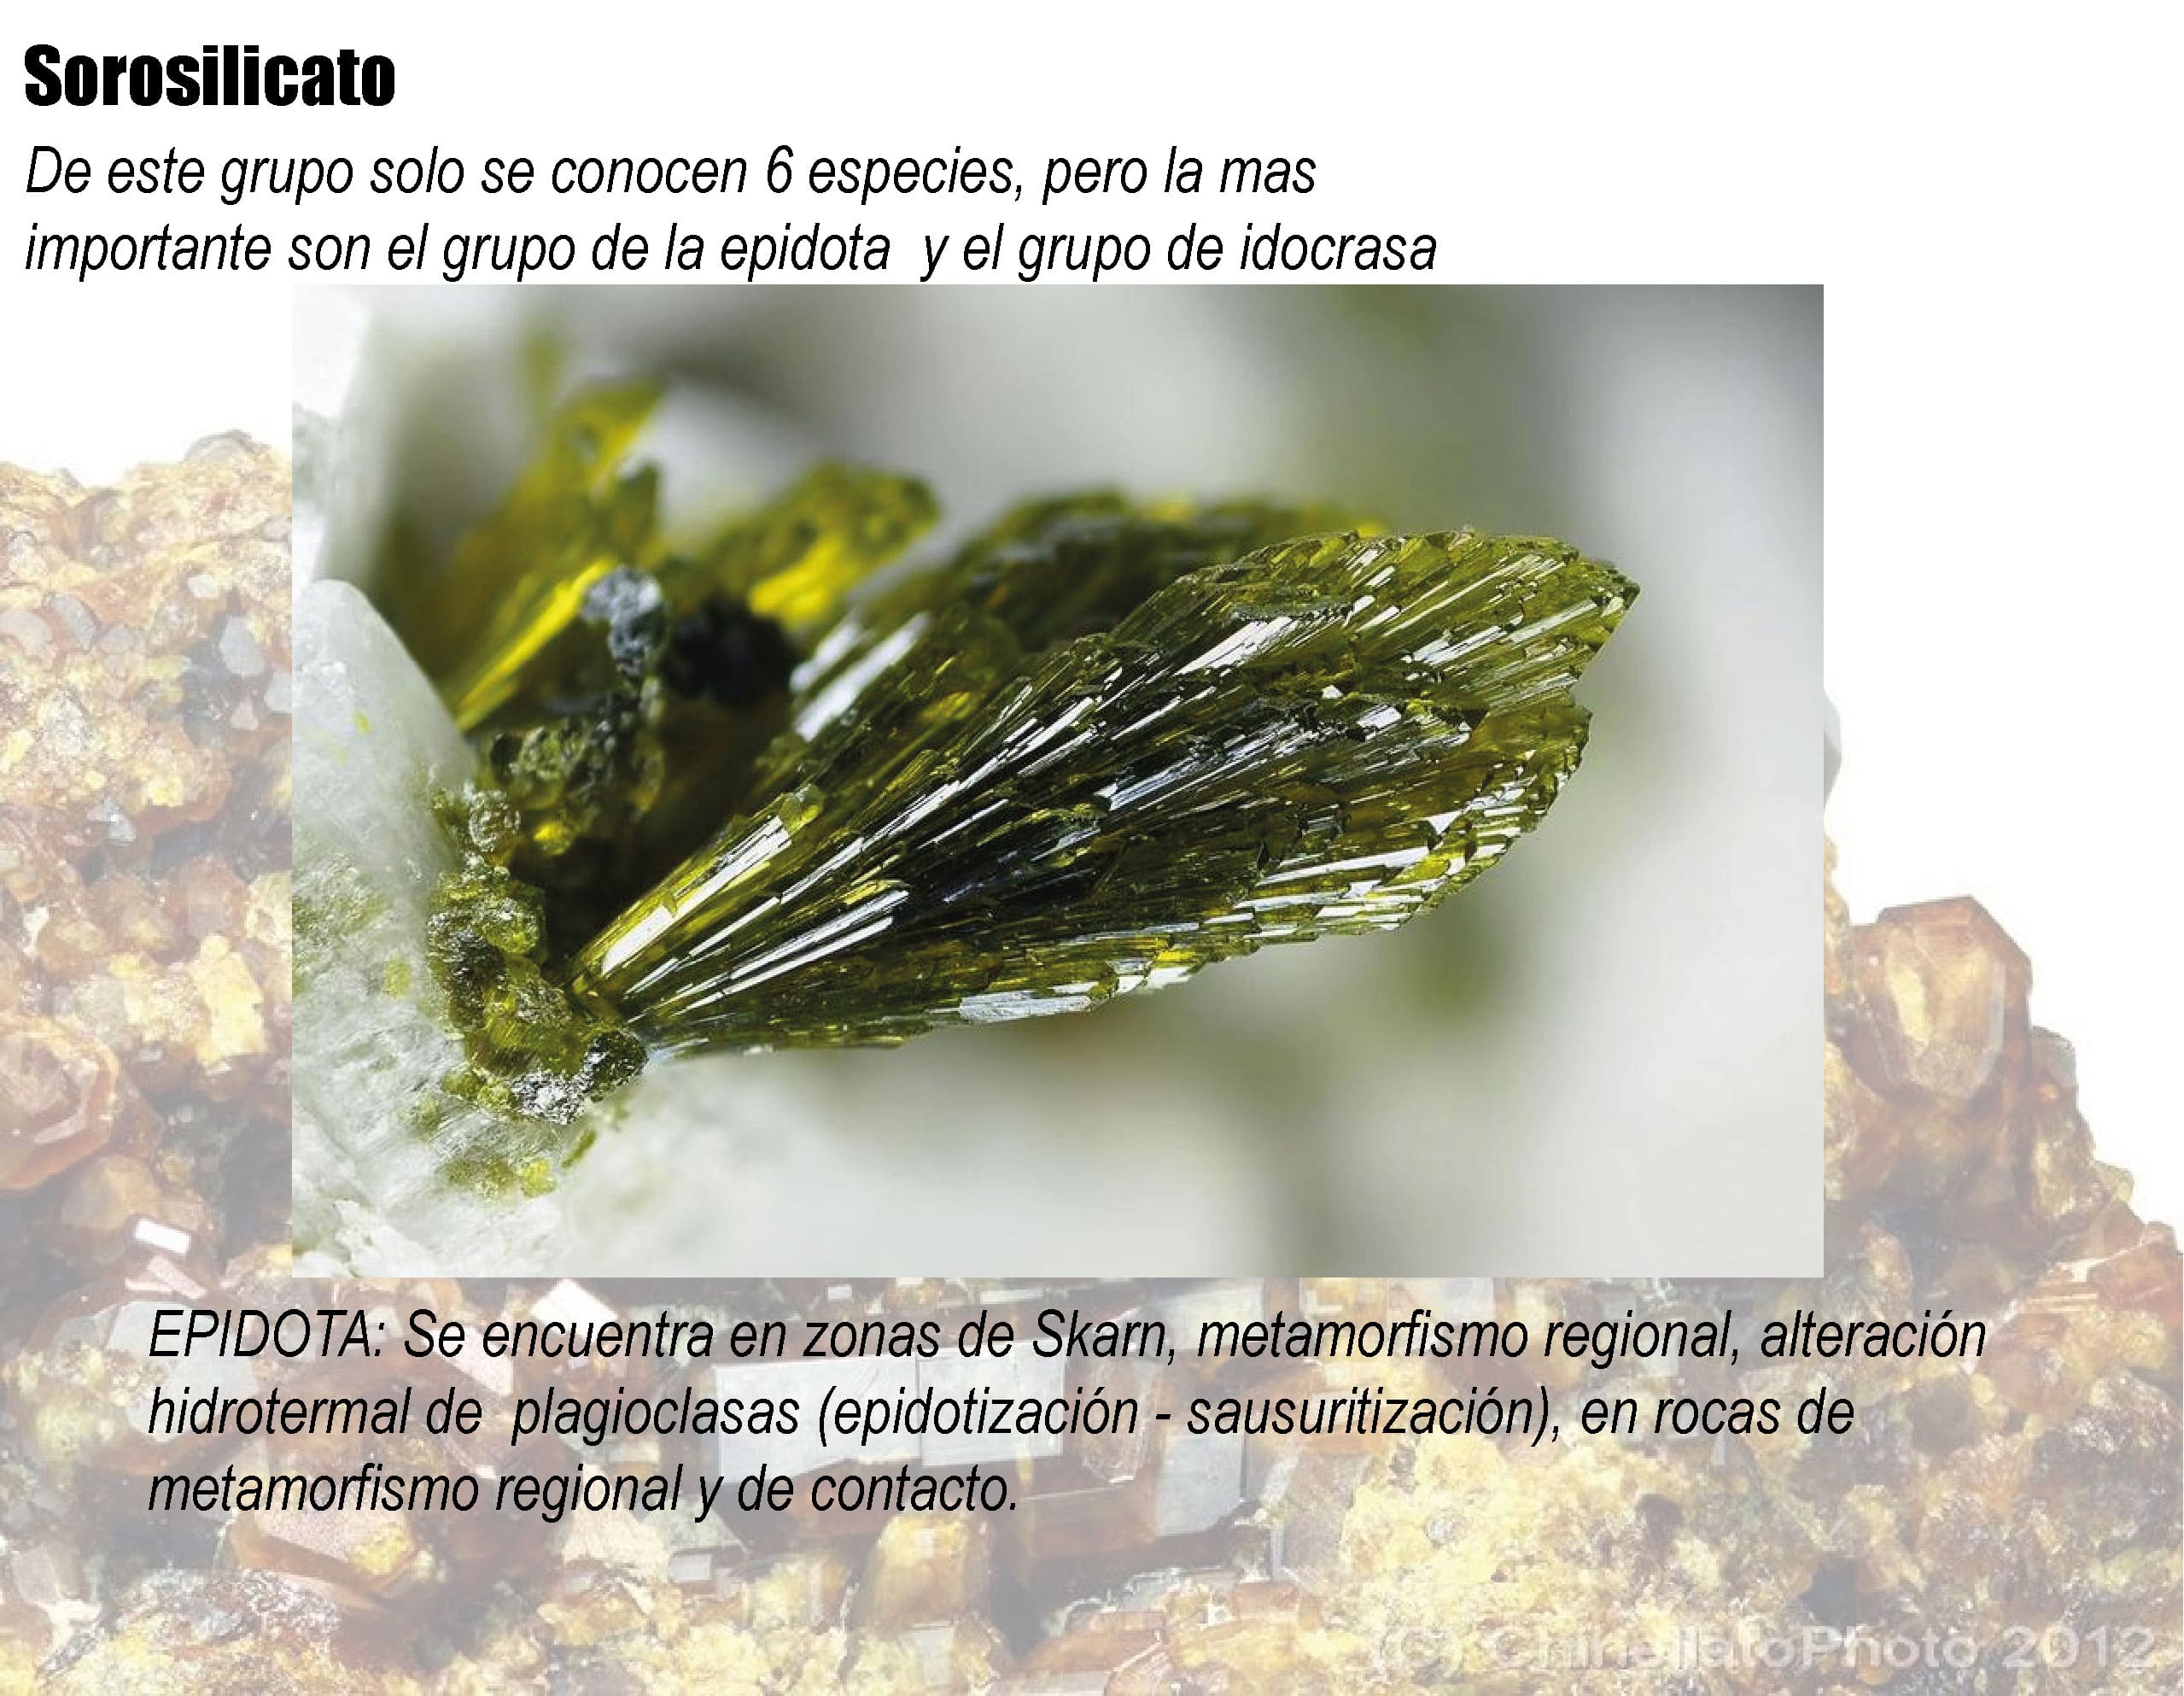 Sorosilicato
De este grupo solo se conocen 6 especies, pero la mas
importante son el grupo de la epidota y el grupo de idocrasa
EPIDOTA: Se encuentra en zonas de Skarn, metamorfismo regional, alteración
hidrotermal de plagioclasas (epidotización - sausuritización), en rocas de
metamorfismo regional y de contacto.
(C) ChinellatoPhoto 2012